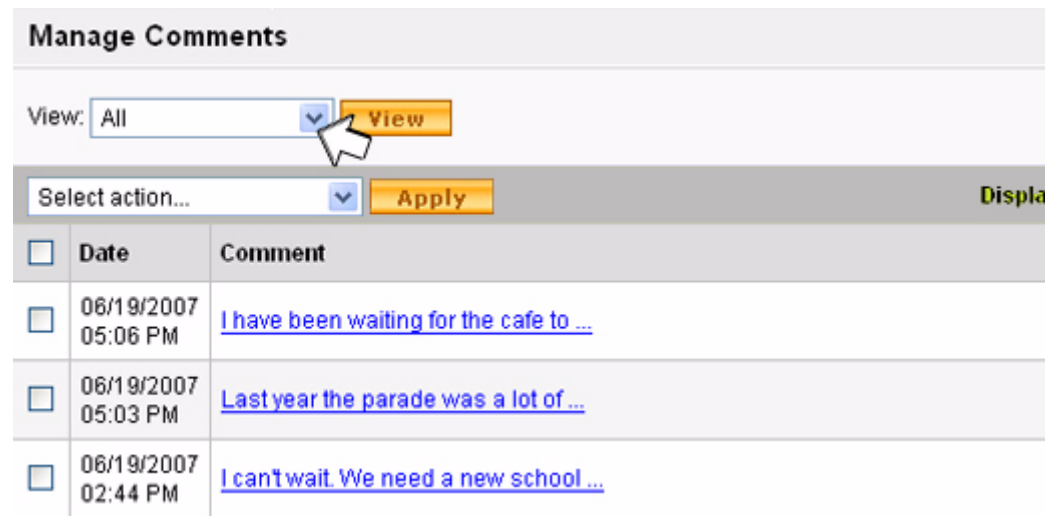 Manage Comments
View: All View
Select action... Apply Displa
Date Comment
06/19/2007
05:06 PM
I have been waiting for the cafe to ...
06/19/2007
05:03 PM
Last year the parade was a lot of ...
06/19/2007
02:44 PM
I can't wait. We need a new school ...